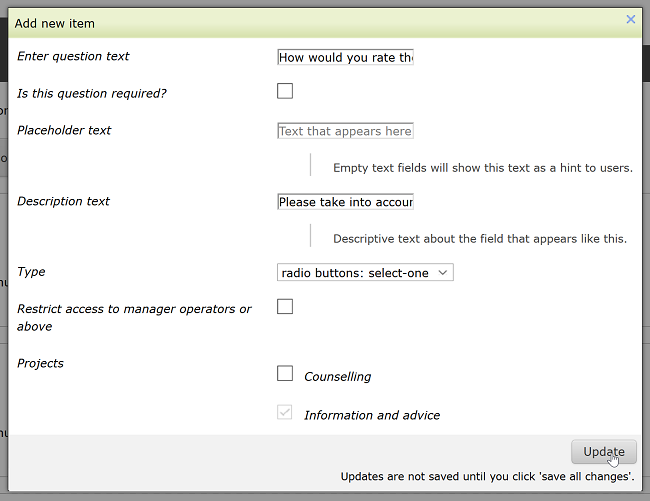 Add new item
Enter question text
How would you rate the
Is this question required?
Placeholder text
Text that appears here
Empty text fields will show this text as a hint to users.
Description text
Please take into accour
Descriptive text about the field that appears like this.
Type
radio buttons: select-one
Restrict access to manager operators or
above
Projects
Counselling
Information and advice
Update
Updates are not saved until you click 'save all changes'.